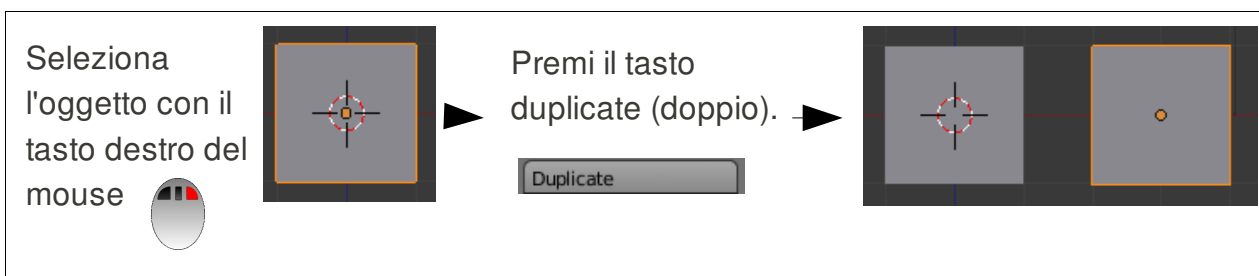 Seleziona
l'oggetto con il
tasto destro del
mouse
Premi il tasto
duplicate (doppio).
Duplicate